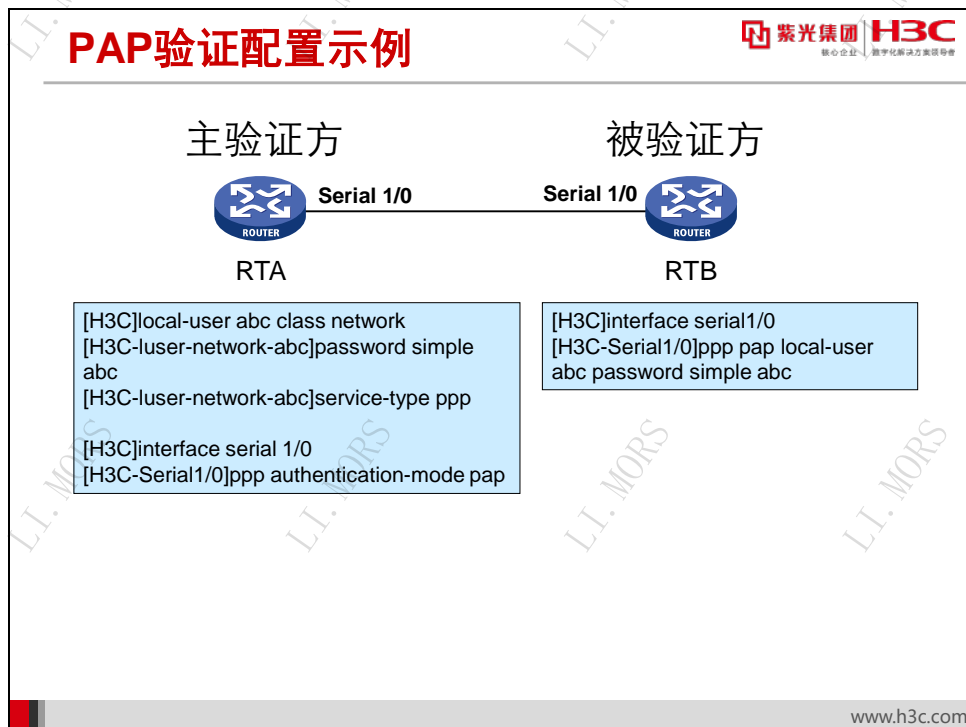 PAP验证配置示例
紫光集团 H3C
核心企业 数字化解决方案领导者
主验证方
被验证方
Serial 1/0
Serial 1/0
ROUTER
ROUTER
RTA
RTB
[H3C]local-user abc class network
[H3C-luser-network-abc]password simple
abc
[H3C-luser-network-abc]service-type ppp
[H3C]interface serial 1/0
[H3C-Serial1/0]ppp authentication-mode pap
[H3C]interface serial1/0
[H3C-Serial1/0]ppp pap local-user
abc password simple abc
LI. MORS
LI. MORS
LI. MORS
LI. MORS
www.h3c.com